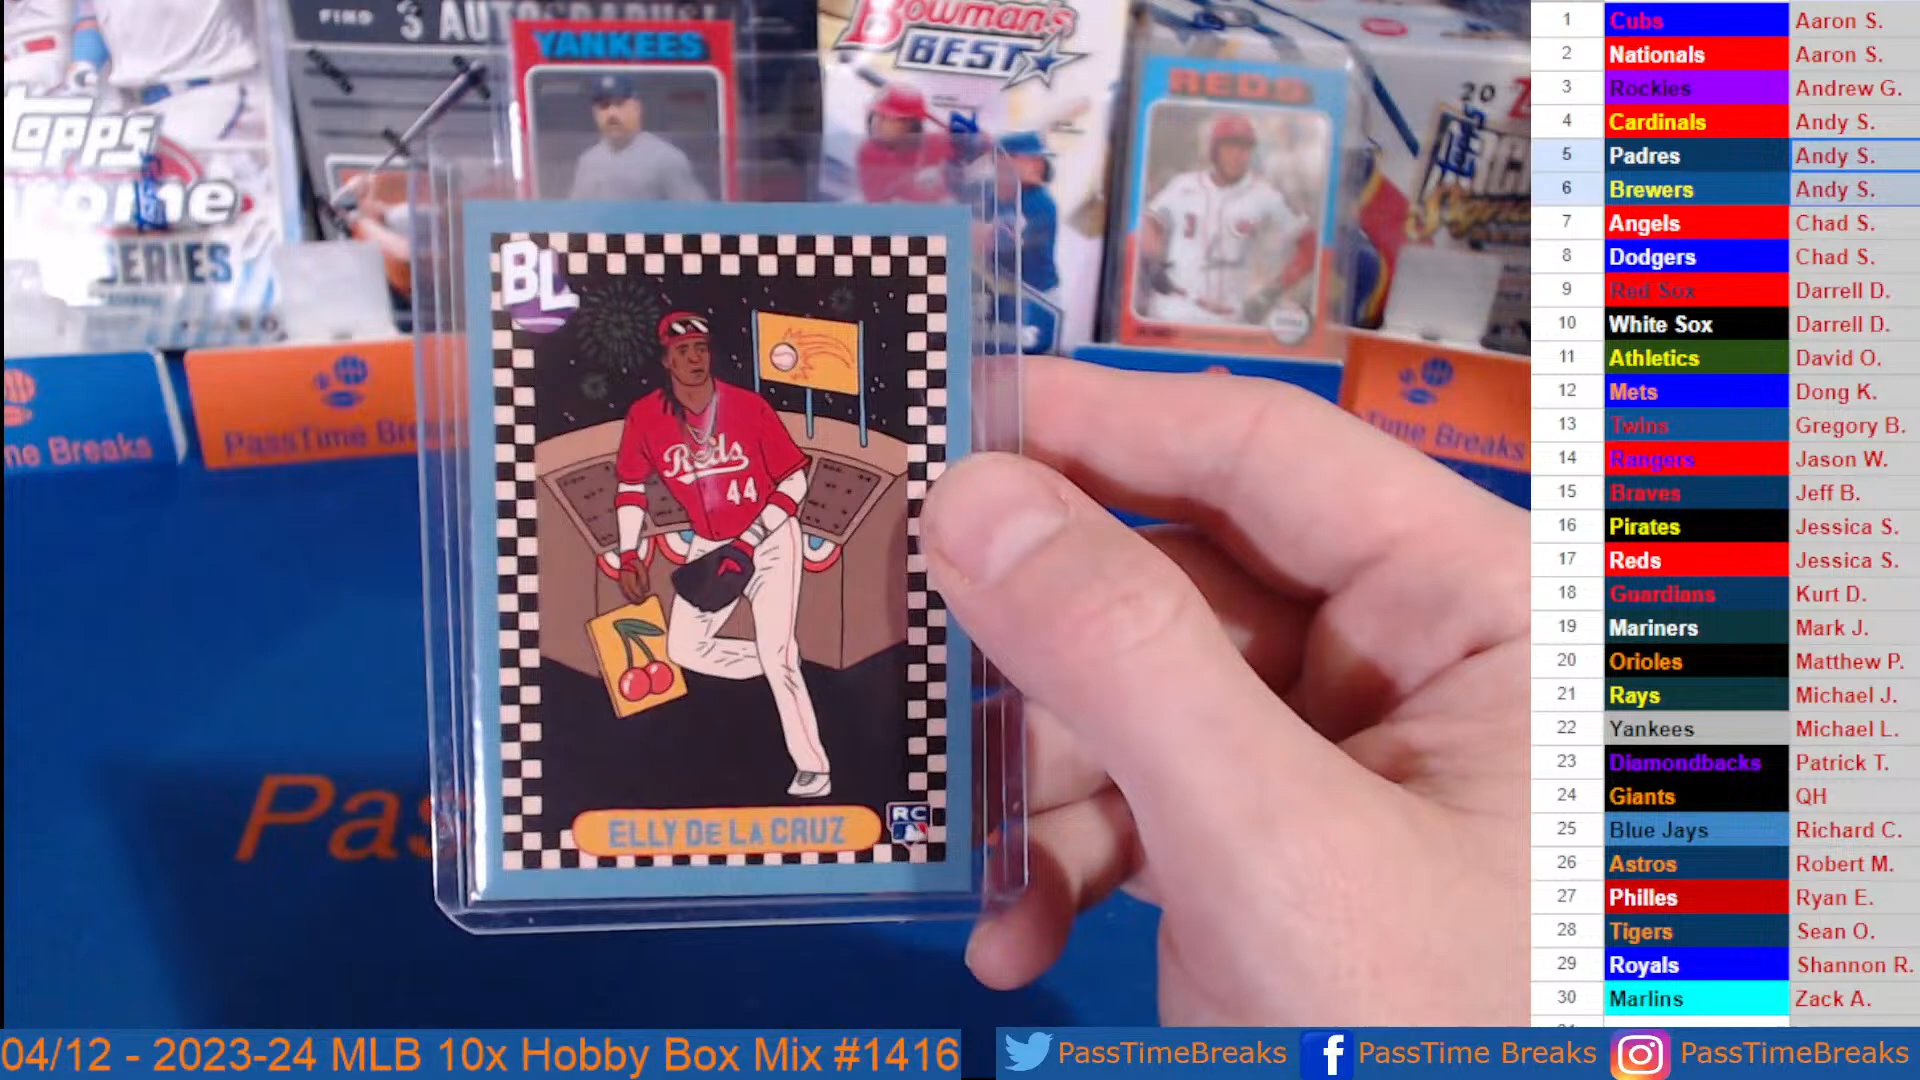 FIND 3 AUTOGRAPHS!
YANKEES
Bowman's
BEST
REDS
20
Topps
Chrome
SERIES
BL
Reds
44
ELLY DE LA CRUZ
RC
me Breaks
PassTime Bre
Time Breaks
Pas
1 Cubs Aaron S.
2 Nationals Aaron S.
3 Rockies Andrew G.
4 Cardinals Andy S.
5 Padres Andy S.
6 Brewers Andy S.
7 Angels Chad S.
8 Dodgers Chad S.
9 Red Sox Darrell D.
10 White Sox Darrell D.
11 Athletics David O.
12 Mets Dong K.
13 Twins Gregory B.
14 Rangers Jason W.
15 Braves Jeff B.
16 Pirates Jessica S.
17 Reds Jessica S.
18 Guardians Kurt D.
19 Mariners Mark J.
20 Orioles Matthew P.
21 Rays Michael J.
22 Yankees Michael L.
23 Diamondbacks Patrick T.
24 Giants QH
25 Blue Jays Richard C.
26 Astros Robert M.
27 Philles Ryan E.
28 Tigers Sean O.
29 Royals Shannon R.
30 Marlins Zack A.
04/12 - 2023-24 MLB 10x Hobby Box Mix #1416
PassTimeBreaks
PassTime Breaks
PassTimeBreaks